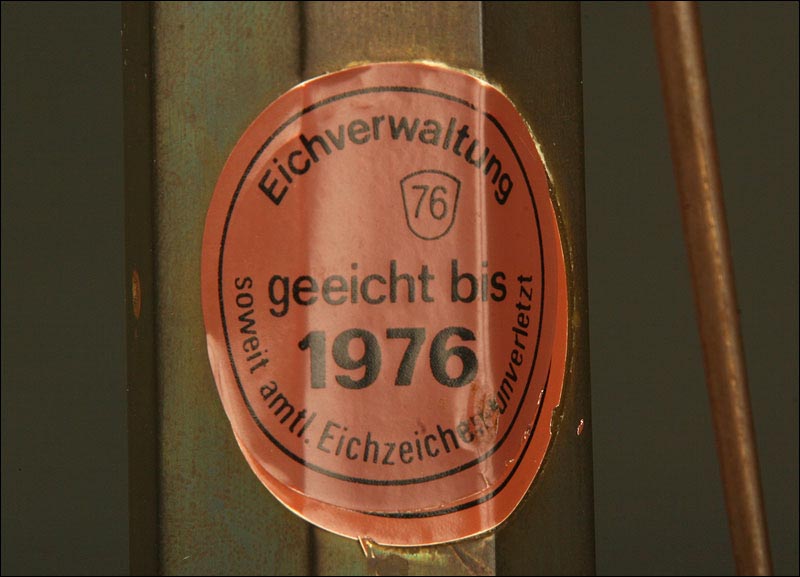 Eichverwaltung
76
geeicht bis
1976
soweit amtl. Eichzeichen unverletzt